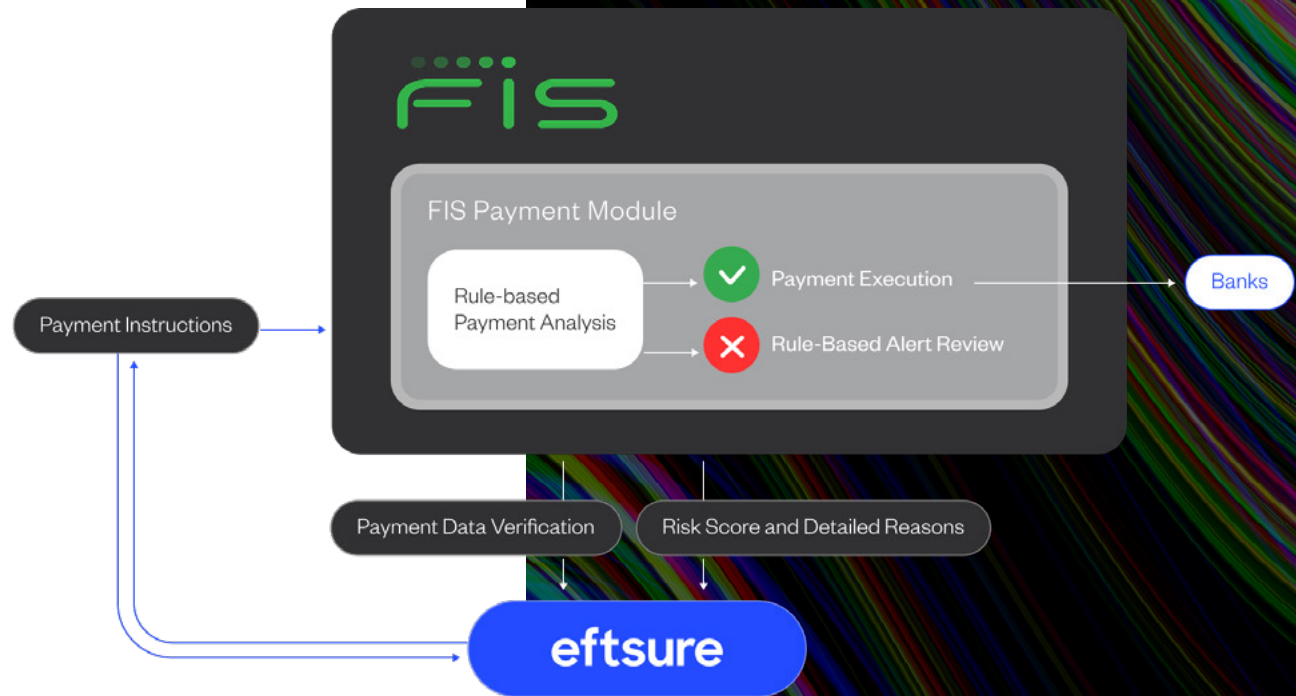 FIS
FIS Payment Module
Rule-based
Payment Analysis
Payment Execution
Rule-Based Alert Review
Banks
Payment Instructions
Payment Data Verification
Risk Score and Detailed Reasons
eftsure